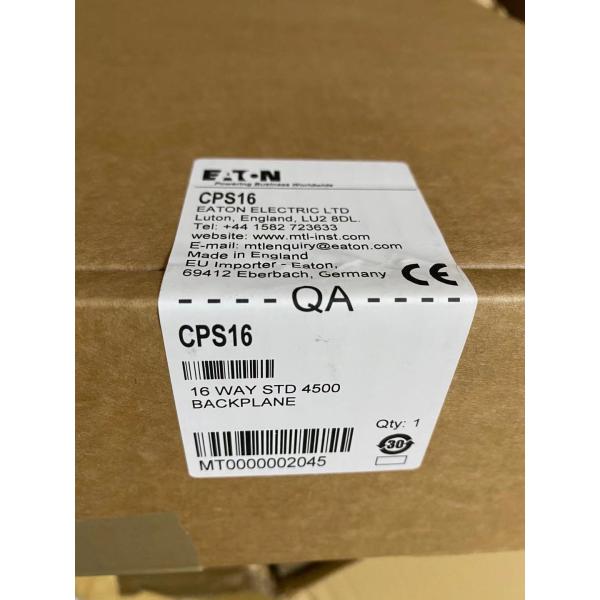 EATON
Powering Business Worldwide
CPS16
EATON ELECTRIC LTD
Luton, England, LU2 8DL.
Tel: +44 1582 723633
website: www.mtl-inst.com
E-mail: mtlenquiry@eaton.com
Made in England
EU Importer - Eaton,
69412 Eberbach, Germany
CE
- - - - - QA - - - - -
CPS16
16 WAY STD 4500
BACKPLANE
Qty: 1
30
MT0000002045